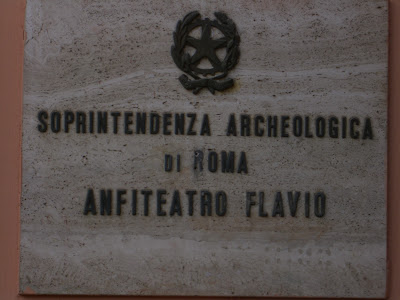 SOPRINTENDENZA ARCHEOLOGICA
DI ROMA
ANFITEATRO FLAVIO